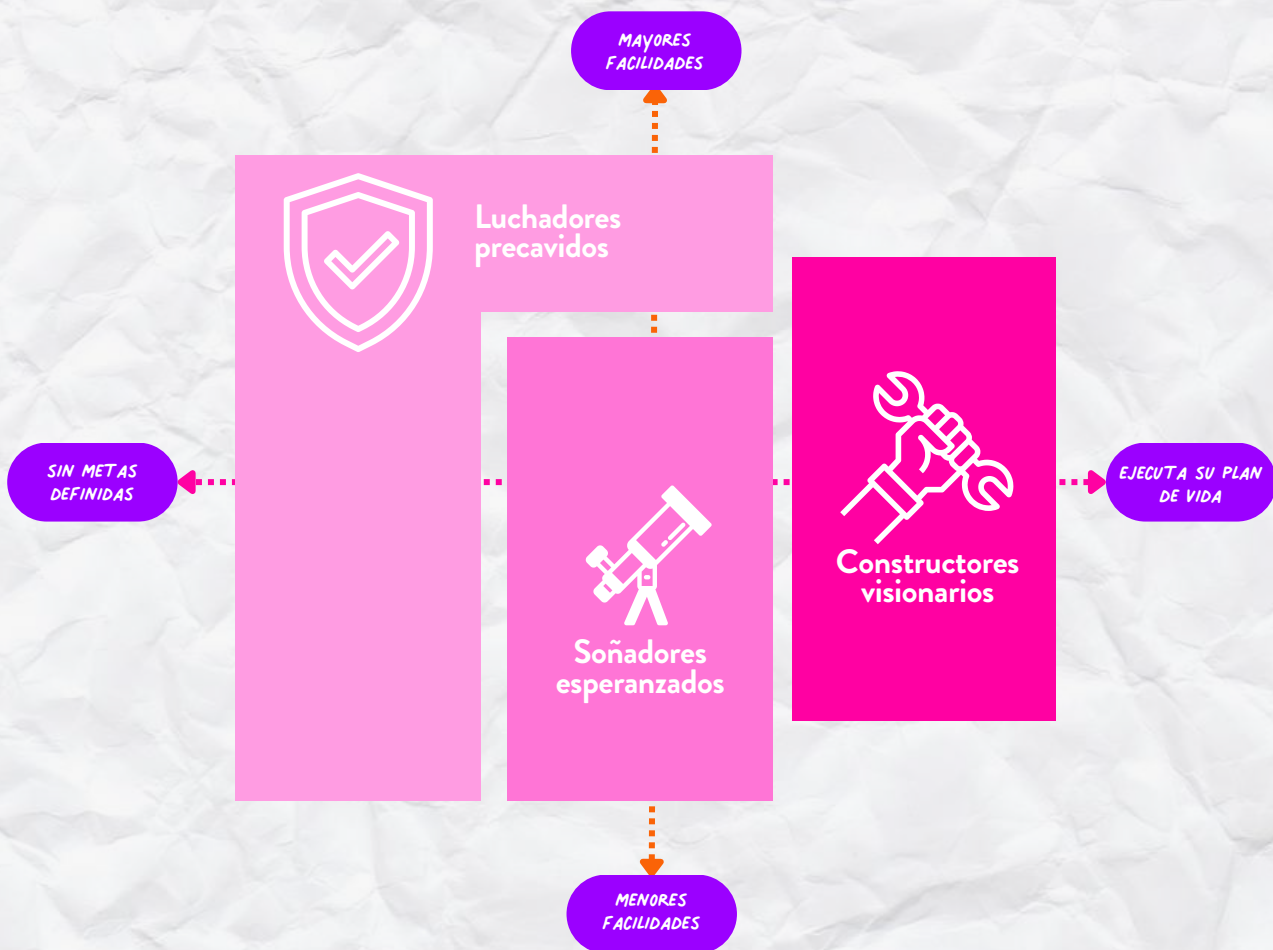 MAYORES
FACILIDADES
Luchadores
precavidos
SIN METAS
DEFINIDAS
EJECUTA SU PLAN
DE VIDA
Constructores
visionarios
Soñadores
esperanzados
MENORES
FACILIDADES